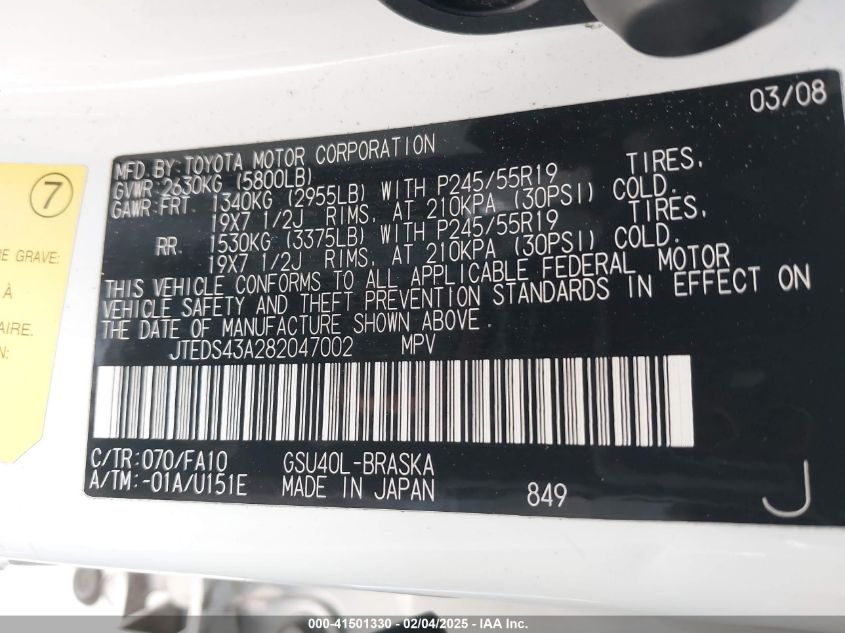 03/08
MFD.BY:TOYOTA MOTOR CORPORATION
GVWR:2630KG (5800LB)
GAWR:FRT 1340KG (2955LB) WITH P245/55R19 TIRES,
19X7 1/2J RIMS, AT 210KPA (30PSI) COLD.
RR. 1530KG (3375LB) WITH P245/55R19 TIRES,
19X7 1/2J RIMS, AT 210KPA (30PSI) COLD.
THIS VEHICLE CONFORMS TO ALL APPLICABLE FEDERAL MOTOR
VEHICLE SAFETY AND THEFT PREVENTION STANDARDS IN EFFECT ON
THE DATE OF MANUFACTURE SHOWN ABOVE.
JTEDS43A282047002 MPV
C/TR:070/FA10 GSU40L-BRASKA
A/TM:-01A/U151E MADE IN JAPAN 849 J
7
RE GRAVE:
À
AIRE.
N:
000-41501330 - 02/04/2025 - IAA Inc.